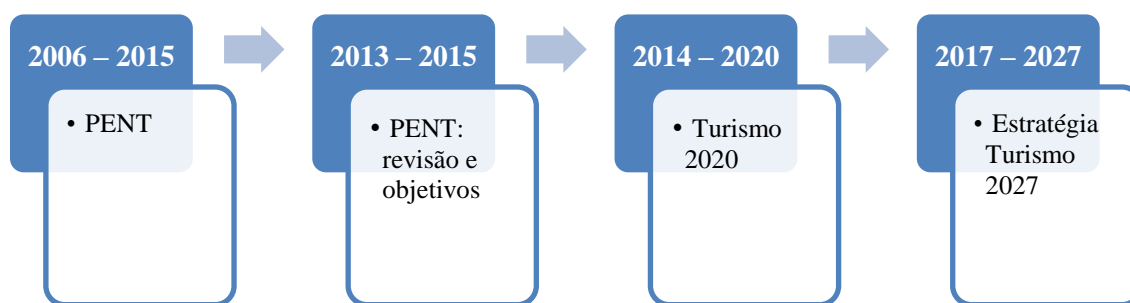 2006 – 2015
• PENT
2013 – 2015
• PENT:
revisão e
objetivos
2014 – 2020
• Turismo
2020
2017 – 2027
• Estratégia
Turismo
2027